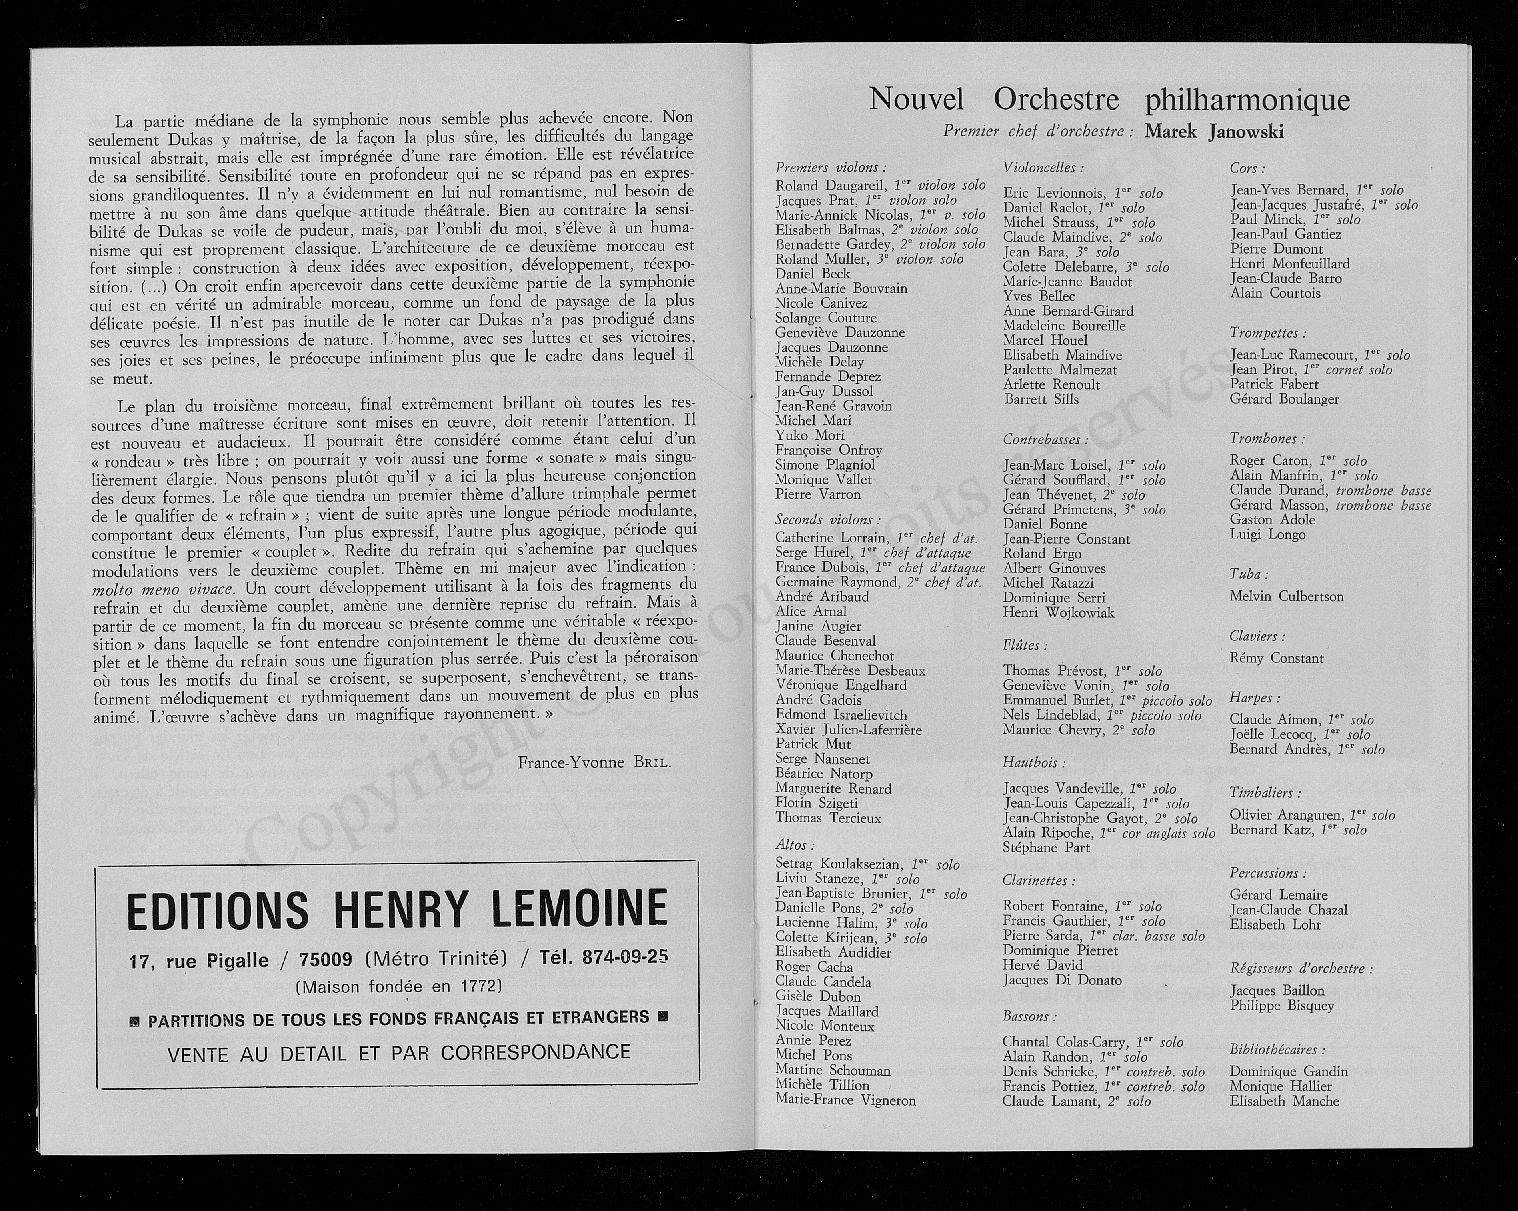 La partie médiane de la symphonie nous semble plus achevée encore. Non
seulement Dukas y maîtrise, de la façon la plus sûre, les difficultés du langage
musical abstrait, mais elle est imprégnée d'une rare émotion. Elle est révélatrice
de sa sensibilité. Sensibilité toute en profondeur qui ne se répand pas en expres-
sions grandiloquentes. Il n'y a évidemment en lui nul romantisme, nul besoin de
mettre à nu son âme dans quelque attitude théâtrale. Bien au contraire la sensi-
bilité de Dukas se voile de pudeur, mais, par l'oubli du moi, s'élève à un huma-
nisme qui est proprement classique. L'architecture de ce deuxième morceau est
fort simple : construction à deux idées avec exposition, développement, réexpo-
sition. (...) On croit enfin apercevoir dans cette deuxième partie de la symphonie
qui est en vérité un admirable morceau, comme un fond de paysage de la plus
délicate poésie. Il n'est pas inutile de le noter car Dukas n'a pas prodigué dans
ses œuvres les impressions de nature. L'homme, avec ses luttes et ses victoires,
ses joies et ses peines, le préoccupe infiniment plus que le cadre dans lequel il
se meut.
Le plan du troisième morceau, final extrêmement brillant où toutes les res-
sources d'une maîtresse écriture sont mises en œuvre, doit retenir l'attention. Il
est nouveau et audacieux. Il pourrait être considéré comme étant celui d'un
« rondeau » très libre ; on pourrait y voir aussi une forme « sonate » mais singu-
lièrement élargie. Nous pensons plutôt qu'il y a ici la plus heureuse conjonction
des deux formes. Le rôle que tiendra un premier thème d'allure trimphale permet
de le qualifier de « refrain » ; vient de suite après une longue période modulante,
comportant deux éléments, l'un plus expressif, l'autre plus agogique, période qui
constitue le premier « couplet ». Redite du refrain qui s'achemine par quelques
modulations vers le deuxième couplet. Thème en mi majeur avec l'indication :
molto meno vivace. Un court développement utilisant à la fois des fragments du
refrain et du deuxième couplet, amène une dernière reprise du refrain. Mais à
partir de ce moment, la fin du morceau se présente comme une véritable « réexpo-
sition » dans laquelle se font entendre conjointement le thème du deuxième cou-
plet et le thème du refrain sous une figuration plus serrée. Puis c'est la péroraison
où tous les motifs du final se croisent, se superposent, s'enchevêtrent, se trans-
forment mélodiquement et rythmiquement dans un mouvement de plus en plus
animé. L'œuvre s'achève dans un magnifique rayonnement. »
France-Yvonne BRIL.
EDITIONS HENRY LEMOINE
17, rue Pigalle / 75009 (Métro Trinité) / Tél. 874-09-25
(Maison fondée en 1772)
■ PARTITIONS DE TOUS LES FONDS FRANÇAIS ET ETRANGERS ■
VENTE AU DETAIL ET PAR CORRESPONDANCE
Nouvel Orchestre philharmonique
Premier chef d'orchestre : Marek Janowski
Premiers violons :
Roland Daugareil, 1er violon solo
Jacques Prat, 1er violon solo
Marie-Annick Nicolas, 1er v. solo
Elisabeth Balmas, 2e violon solo
Bernadette Gardey, 2e violon solo
Roland Muller, 3e violon solo
Daniel Beck
Anne-Marie Bouvrain
Nicole Canivez
Solange Couture
Geneviève Dauzonne
Jacques Dauzonne
Michèle Delay
Fernande Deprez
Jan-Guy Dussol
Jean-René Gravoin
Michel Mari
Yuko Mori
Françoise Onfroy
Simone Plagniol
Monique Vallet
Pierre Varron
Seconds violons :
Catherine Lorrain, 1er chef d'at.
Serge Hurel, 1er chef d'attaque
France Dubois, 1er chef d'attaque
Germaine Raymond, 2e chef d'at.
André Aribaud
Alice Arnal
Janine Augier
Claude Besenval
Maurice Chenechot
Marie-Thérèse Desbeaux
Véronique Engelhard
André Gadois
Edmond Israelievitch
Xavier Julien-Laferrière
Patrick Mut
Serge Nansenet
Béatrice Natorp
Marguerite Renard
Florin Szigeti
Thomas Tercieux
Altos :
Setrag Koulaksezian, 1er solo
Liviu Staneze, 1er solo
Jean-Baptiste Brunier, 1er solo
Danielle Pons, 2e solo
Lucienne Halim, 3e solo
Colette Kirijean, 3e solo
Elisabeth Audidier
Roger Cacha
Claude Candela
Gisèle Dubon
Jacques Maillard
Nicole Monteux
Annie Perez
Michel Pons
Martine Schouman
Michèle Tillion
Marie-France Vigneron
Violoncelles :
Eric Levionnois, 1er solo
Daniel Raclot, 1er solo
Michel Strauss, 1er solo
Claude Maindive, 2e solo
Jean Bara, 3e solo
Colette Delebarre, 3e solo
Marie-Jeanne Baudot
Yves Bellec
Anne Bernard-Girard
Madeleine Boureille
Marcel Houel
Elisabeth Maindive
Paulette Malmezat
Arlette Renoult
Barrett Sills
Contrebasses :
Jean-Marc Loisel, 1er solo
Gérard Soufflard, 1er solo
Jean Thévenet, 2e solo
Gérard Primetens, 3e solo
Daniel Bonne
Jean-Pierre Constant
Roland Ergo
Albert Ginouves
Michel Ratazzi
Dominique Serri
Henri Wojkowiak
Flûtes :
Thomas Prévost, 1er solo
Geneviève Vonin, 1er solo
Emmanuel Burlet, 1er piccolo solo
Nels Lindeblad, 1er piccolo solo
Maurice Chevry, 2e solo
Hautbois :
Jacques Vandeville, 1er solo
Jean-Louis Capezzali, 1er solo
Jean-Christophe Gayot, 2e solo
Alain Ripoche, 1er cor anglais solo
Stéphane Part
Clarinettes :
Robert Fontaine, 1er solo
Francis Gauthier, 1er solo
Pierre Sarda, 1er clar. basse solo
Dominique Pierret
Hervé David
Jacques Di Donato
Bassons :
Chantal Colas-Carry, 1er solo
Alain Randon, 1er solo
Denis Schricke, 1er contreb. solo
Francis Pottiez, 1er contreb. solo
Claude Lamant, 2e solo
Cors :
Jean-Yves Bernard, 1er solo
Jean-Jacques Justafré, 1er solo
Paul Minck, 1er solo
Jean-Paul Gantiez
Pierre Dumont
Henri Monfeuillard
Jean-Claude Barro
Alain Courtois
Trompettes :
Jean-Luc Ramecourt, 1er solo
Jean Pirot, 1er cornet solo
Patrick Fabert
Gérard Boulanger
Trombones :
Roger Caron, 1er solo
Alain Manfrin, 1er solo
Claude Durand, trombone basse
Gérard Masson, trombone basse
Gaston Adole
Luigi Longo
Tuba :
Melvin Culbertson
Claviers :
Rémy Constant
Harpes :
Claude Aimon, 1er solo
Joëlle Lecocq, 1er solo
Bernard Andrès, 1er solo
Timbaliers :
Olivier Aranguren, 1er solo
Bernard Katz, 1er solo
Percussions :
Gérard Lemaire
Jean-Claude Chazal
Elisabeth Lohr
Régisseurs d'orchestre :
Jacques Baillon
Philippe Bisquey
Bibliothécaires :
Dominique Gandin
Monique Hallier
Elisabeth Manche
Copyright © Tous droits réservés